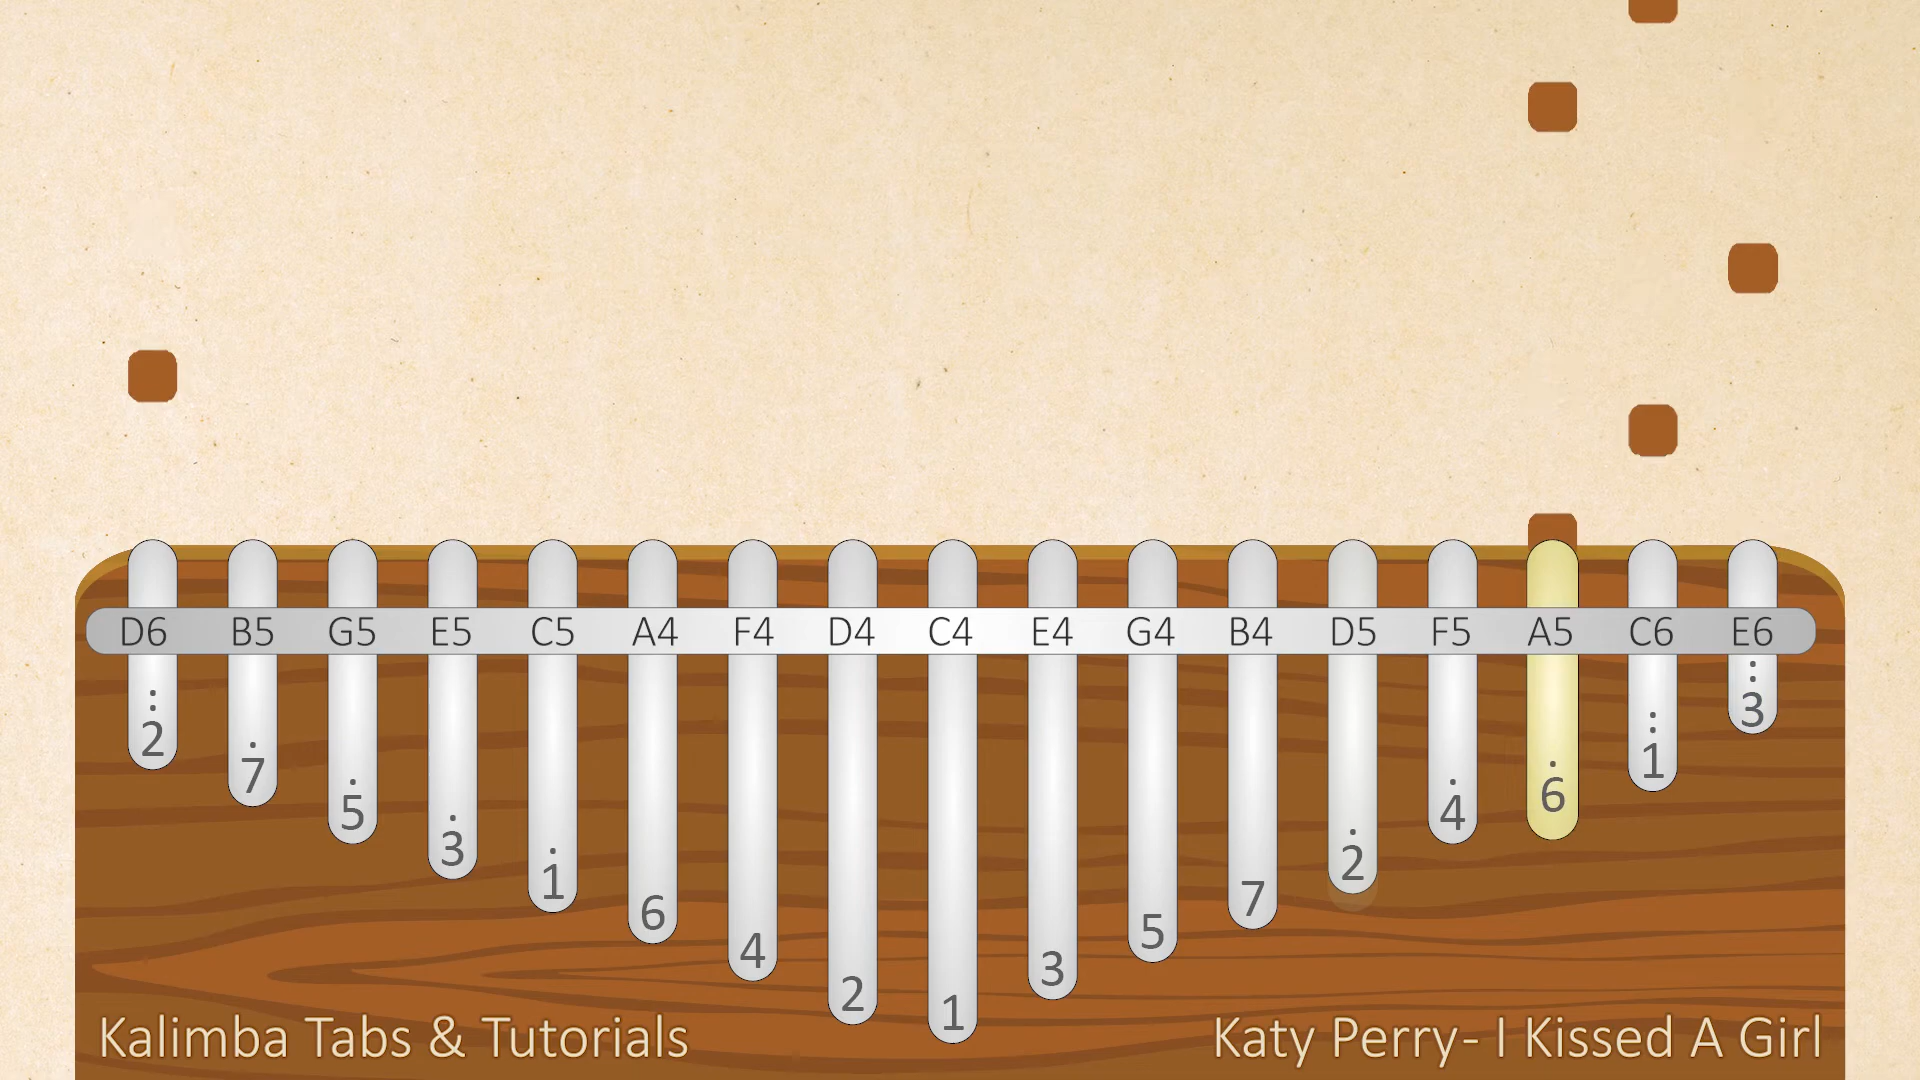 D6 B5 G5 E5 C5 A4 F4 D4 C4 E4 G4 B4 D5 F5 A5 C6 E6
2̈ 7̇ 5̇ 3̇ 1̇ 6 4 2 1 3 5 7 2̇ 4̇ 6̇ 1̈ 3̈
Kalimba Tabs & Tutorials
Katy Perry- I Kissed A Girl